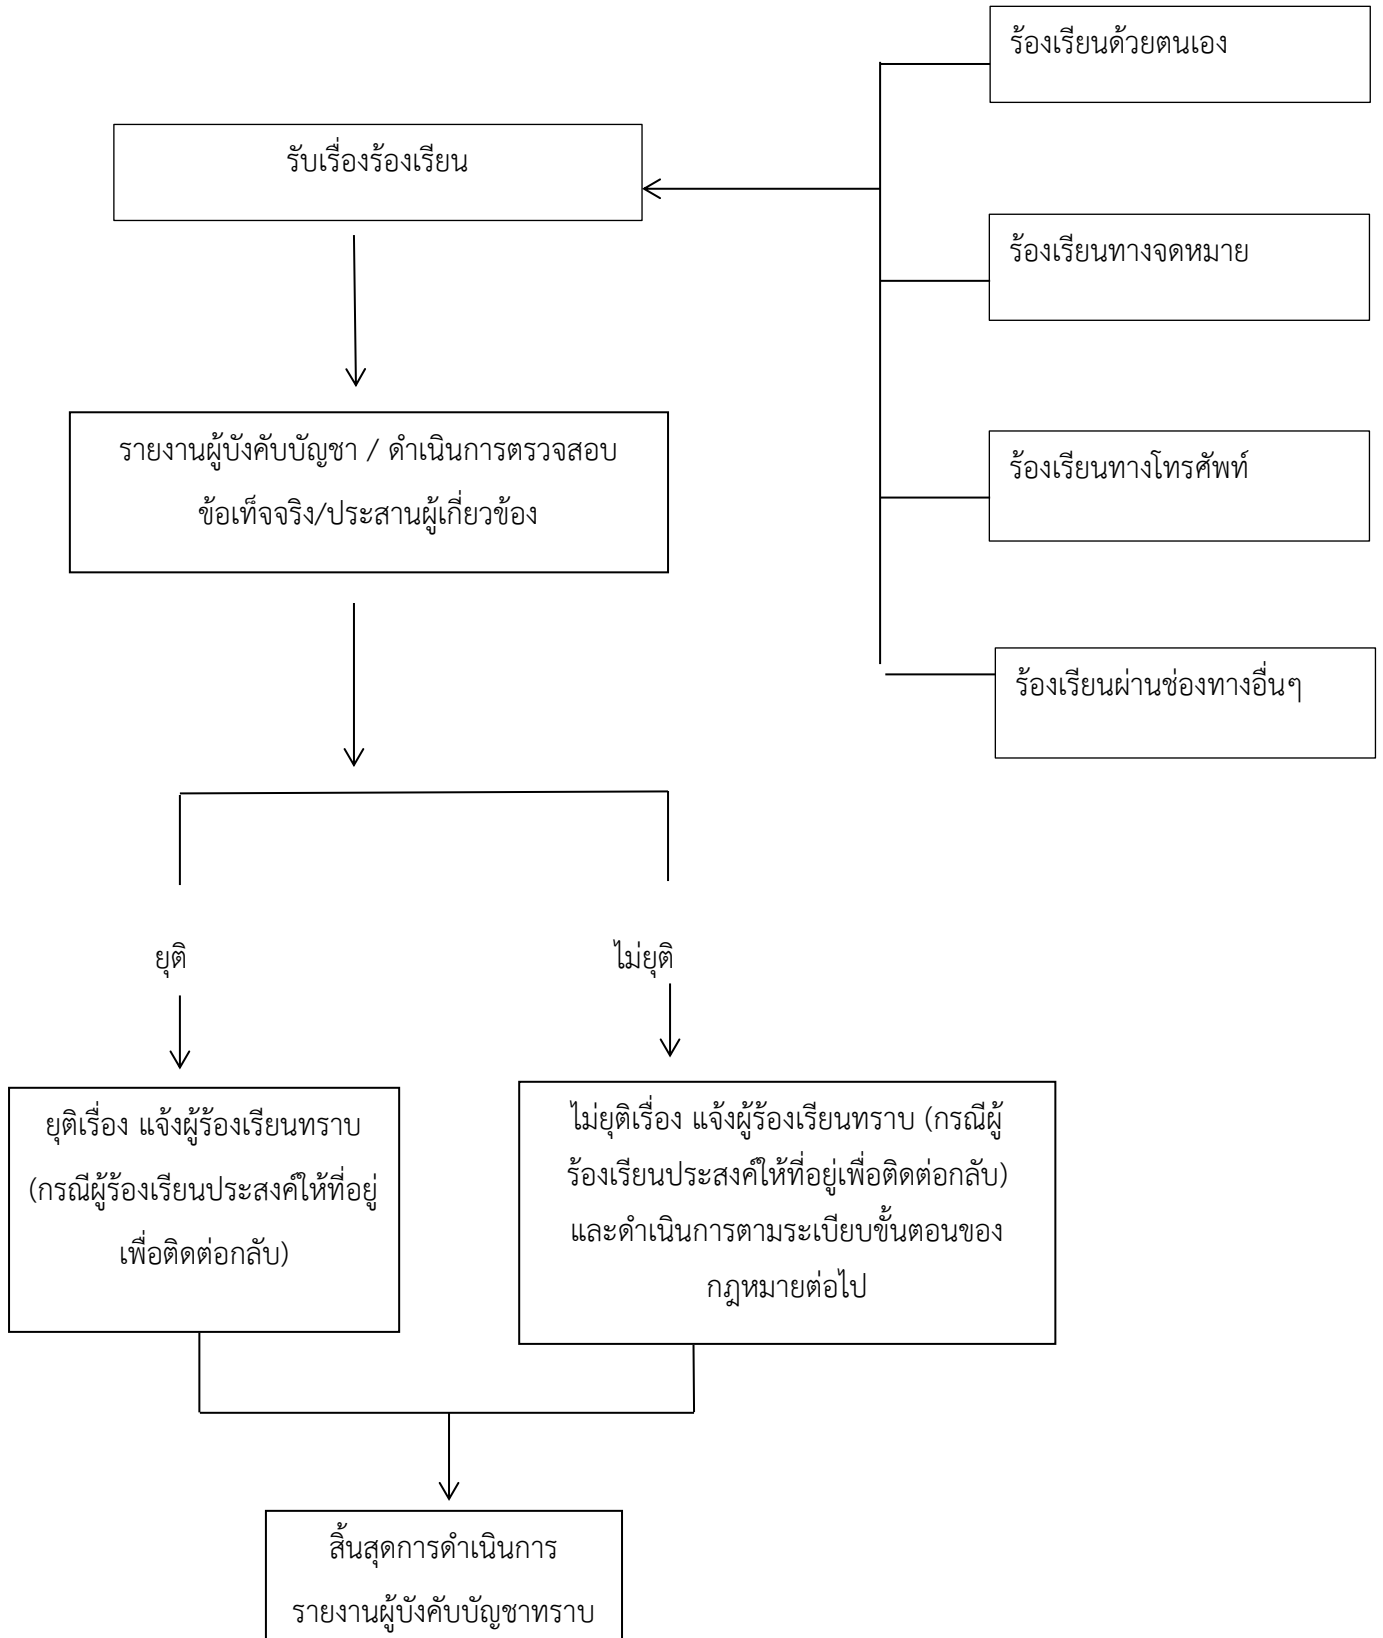 ร้องเรียนด้วยตนเอง
รับเรื่องร้องเรียน
ร้องเรียนทางจดหมาย
ร้องเรียนทางโทรศัพท์
ร้องเรียนผ่านช่องทางอื่นๆ
รายงานผู้บังคับบัญชา / ดำเนินการตรวจสอบ
ข้อเท็จจริง/ประสานผู้เกี่ยวข้อง
ยุติ
ไม่ยุติ
ยุติเรื่อง แจ้งผู้ร้องเรียนทราบ
(กรณีผู้ร้องเรียนประสงค์ให้ที่อยู่
เพื่อติดต่อกลับ)
ไม่ยุติเรื่อง แจ้งผู้ร้องเรียนทราบ (กรณีผู้
ร้องเรียนประสงค์ให้ที่อยู่เพื่อติดต่อกลับ)
และดำเนินการตามระเบียบขั้นตอนของ
กฎหมายต่อไป
สิ้นสุดการดำเนินการ
รายงานผู้บังคับบัญชาทราบ